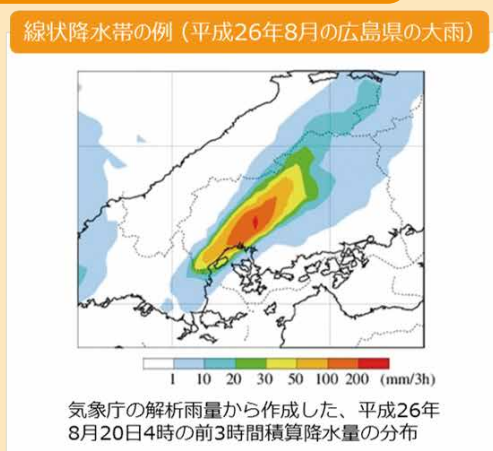 線状降水帯の例（平成26年8月の広島県の大雨）
1 10 20 30 50 100 200 (mm/3h)
気象庁の解析雨量から作成した、平成26年
8月20日4時の前3時間積算降水量の分布